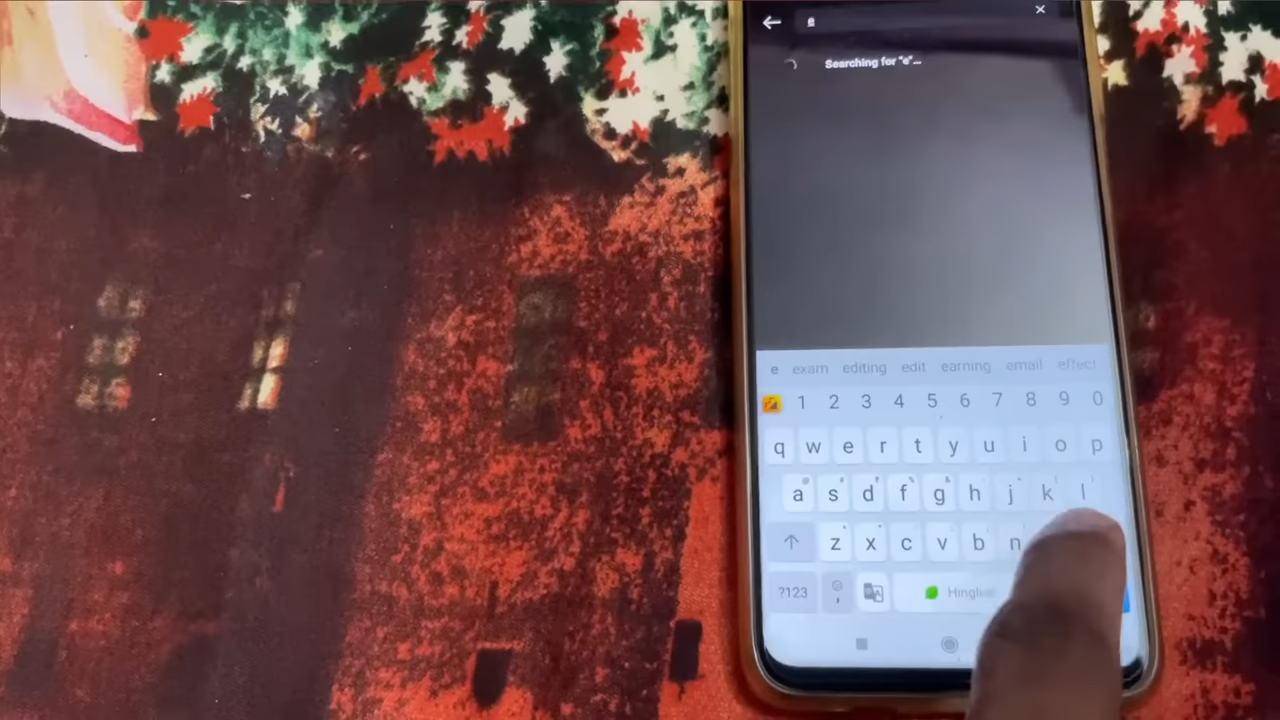 e
Searching for "e"...
e exam editing edit earning email effect
1 2 3 4 5 6 7 8 9 0
q w e r t y u i o p
a s d f g h j k l
z x c v b n
?123